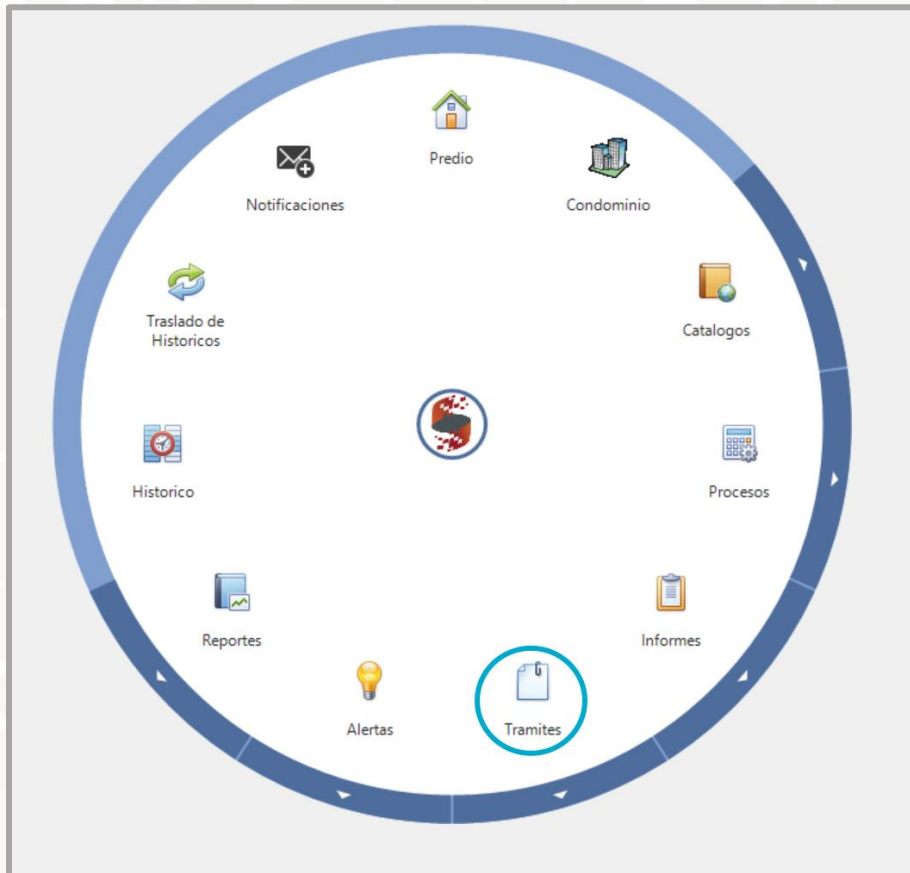 Predio
Notificaciones
Condominio
Traslado de
Historicos
Catalogos
Historico
Procesos
Reportes
Informes
Alertas
Tramites